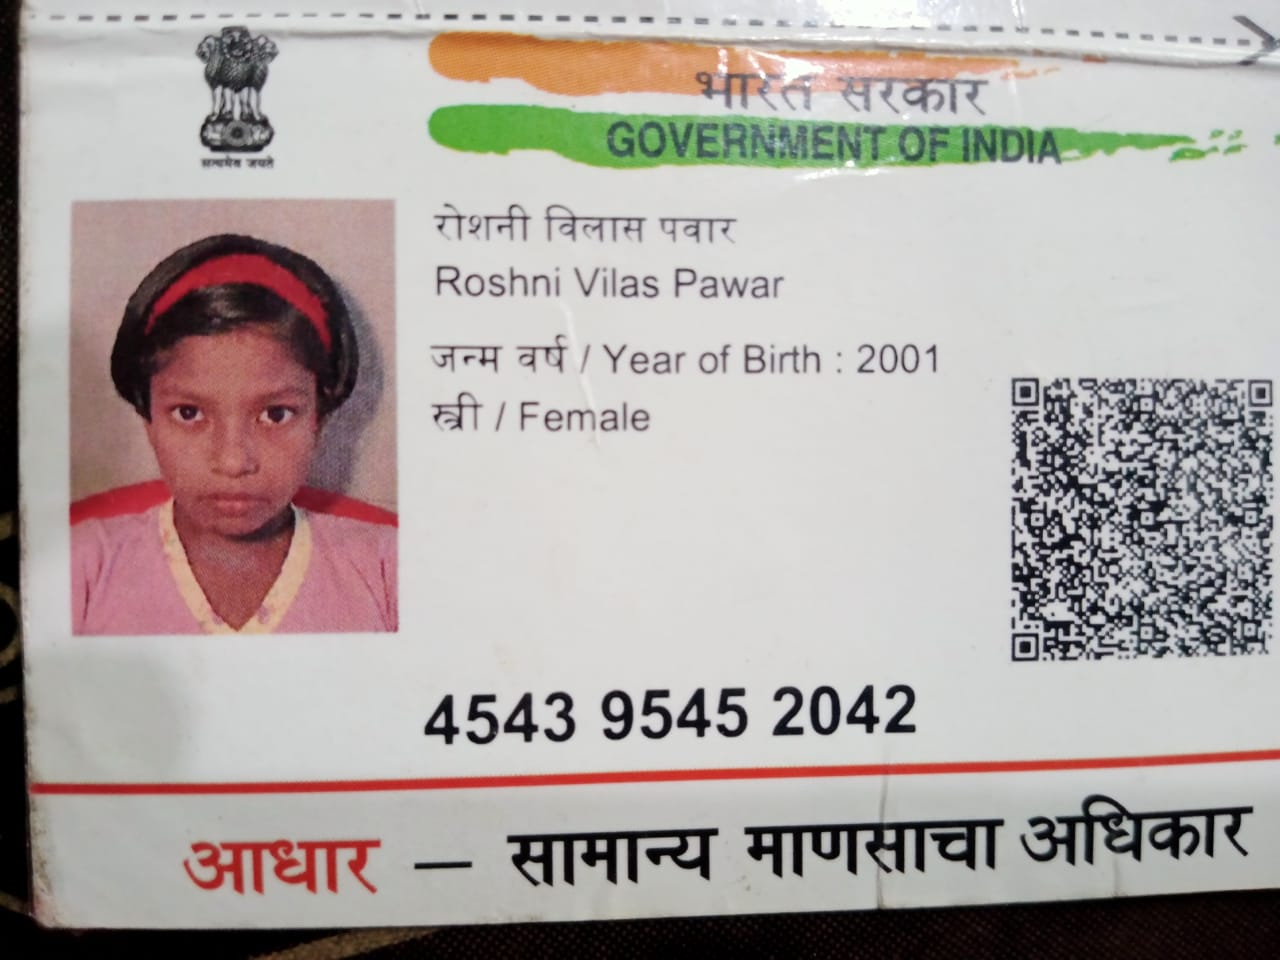 भारत सरकार
GOVERNMENT OF INDIA
सत्यमेव जयते
रोशनी विलास पवार
Roshni Vilas Pawar
जन्म वर्ष / Year of Birth : 2001
स्त्री / Female
4543 9545 2042
आधार — सामान्य माणसाचा अधिकार